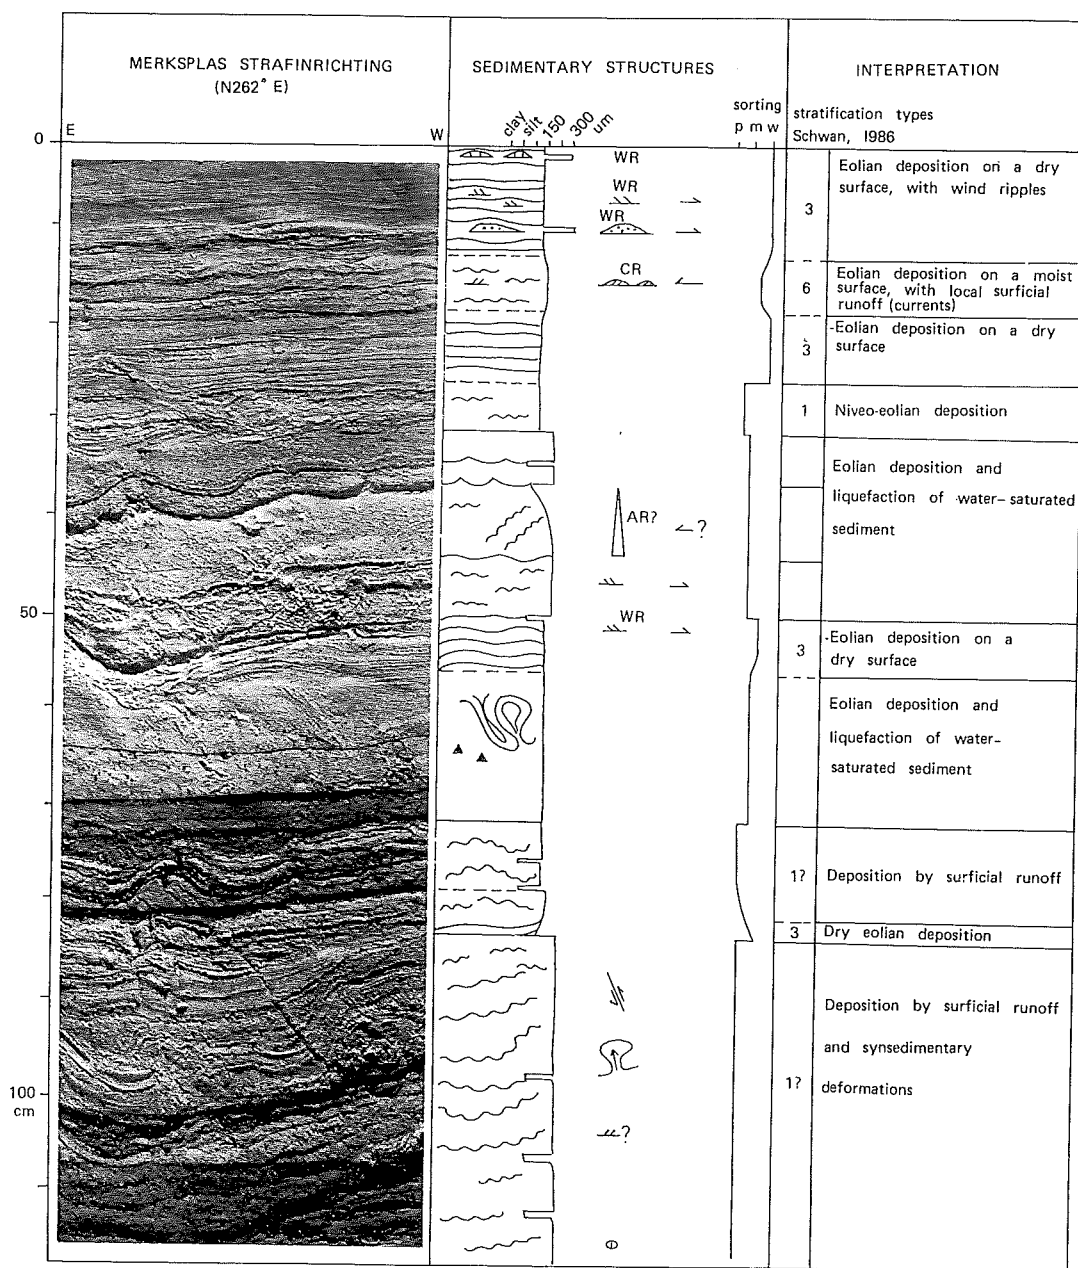 MERKSPLAS STRAFINRICHTING
(N262° E)
SEDIMENTARY STRUCTURES
INTERPRETATION
clay
silt
150
300
um
sorting
p m w
stratification types
Schwan, 1986
0
E
W
WR
WR
WR
CR
AR?
?
WR
?
50
100
cm
3
Eolian deposition on a dry
surface, with wind ripples
6
Eolian deposition on a moist
surface, with local surficial
runoff (currents)
3
-Eolian deposition on a dry
surface
1
Niveo-eolian deposition
Eolian deposition and
liquefaction of water-saturated
sediment
3
-Eolian deposition on a
dry surface
Eolian deposition and
liquefaction of water-
saturated sediment
1?
Deposition by surficial runoff
3
Dry eolian deposition
1?
Deposition by surficial runoff
and synsedimentary
deformations